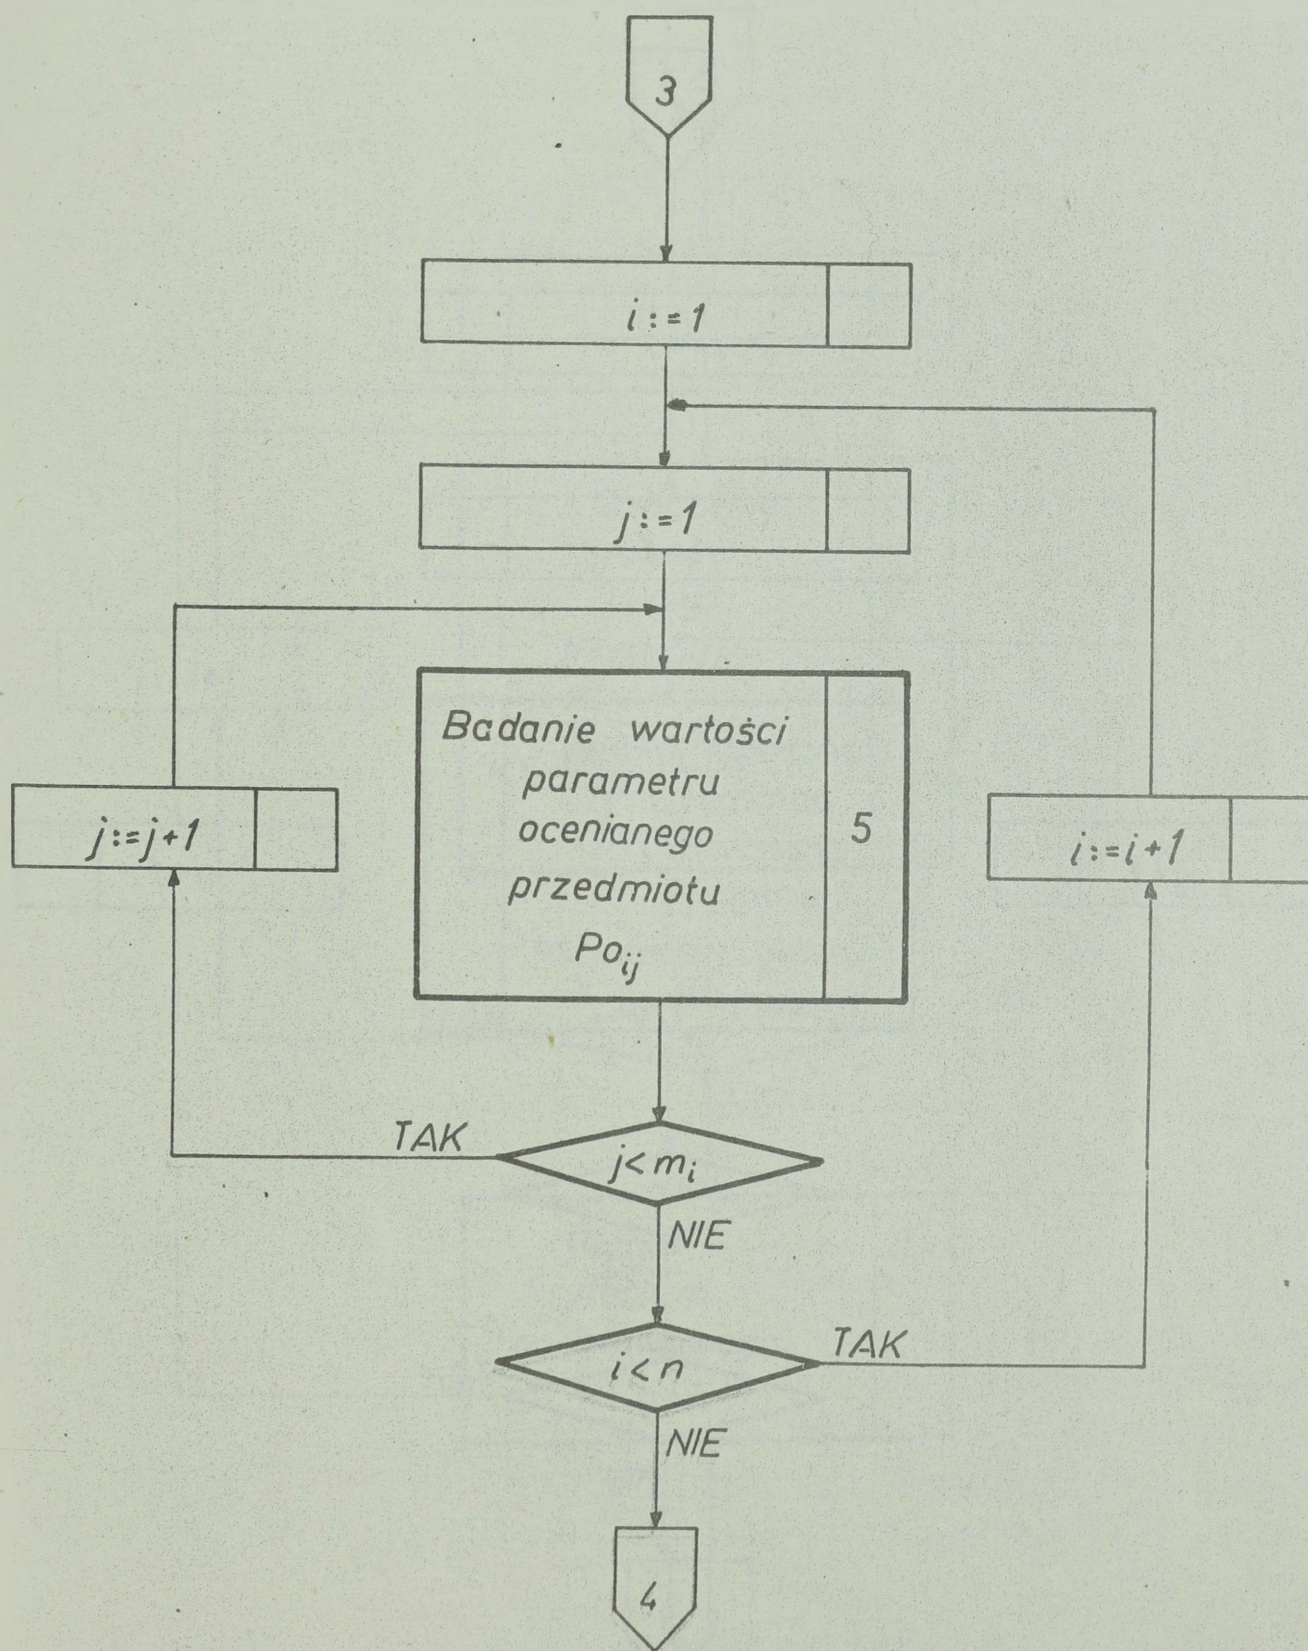 3
i:=1
j:=1
Badanie wartości
parametru
ocenianego
przedmiotu
Po_ij
5
j:=j+1
i:=i+1
TAK
j<m_i
NIE
i<n
TAK
NIE
4